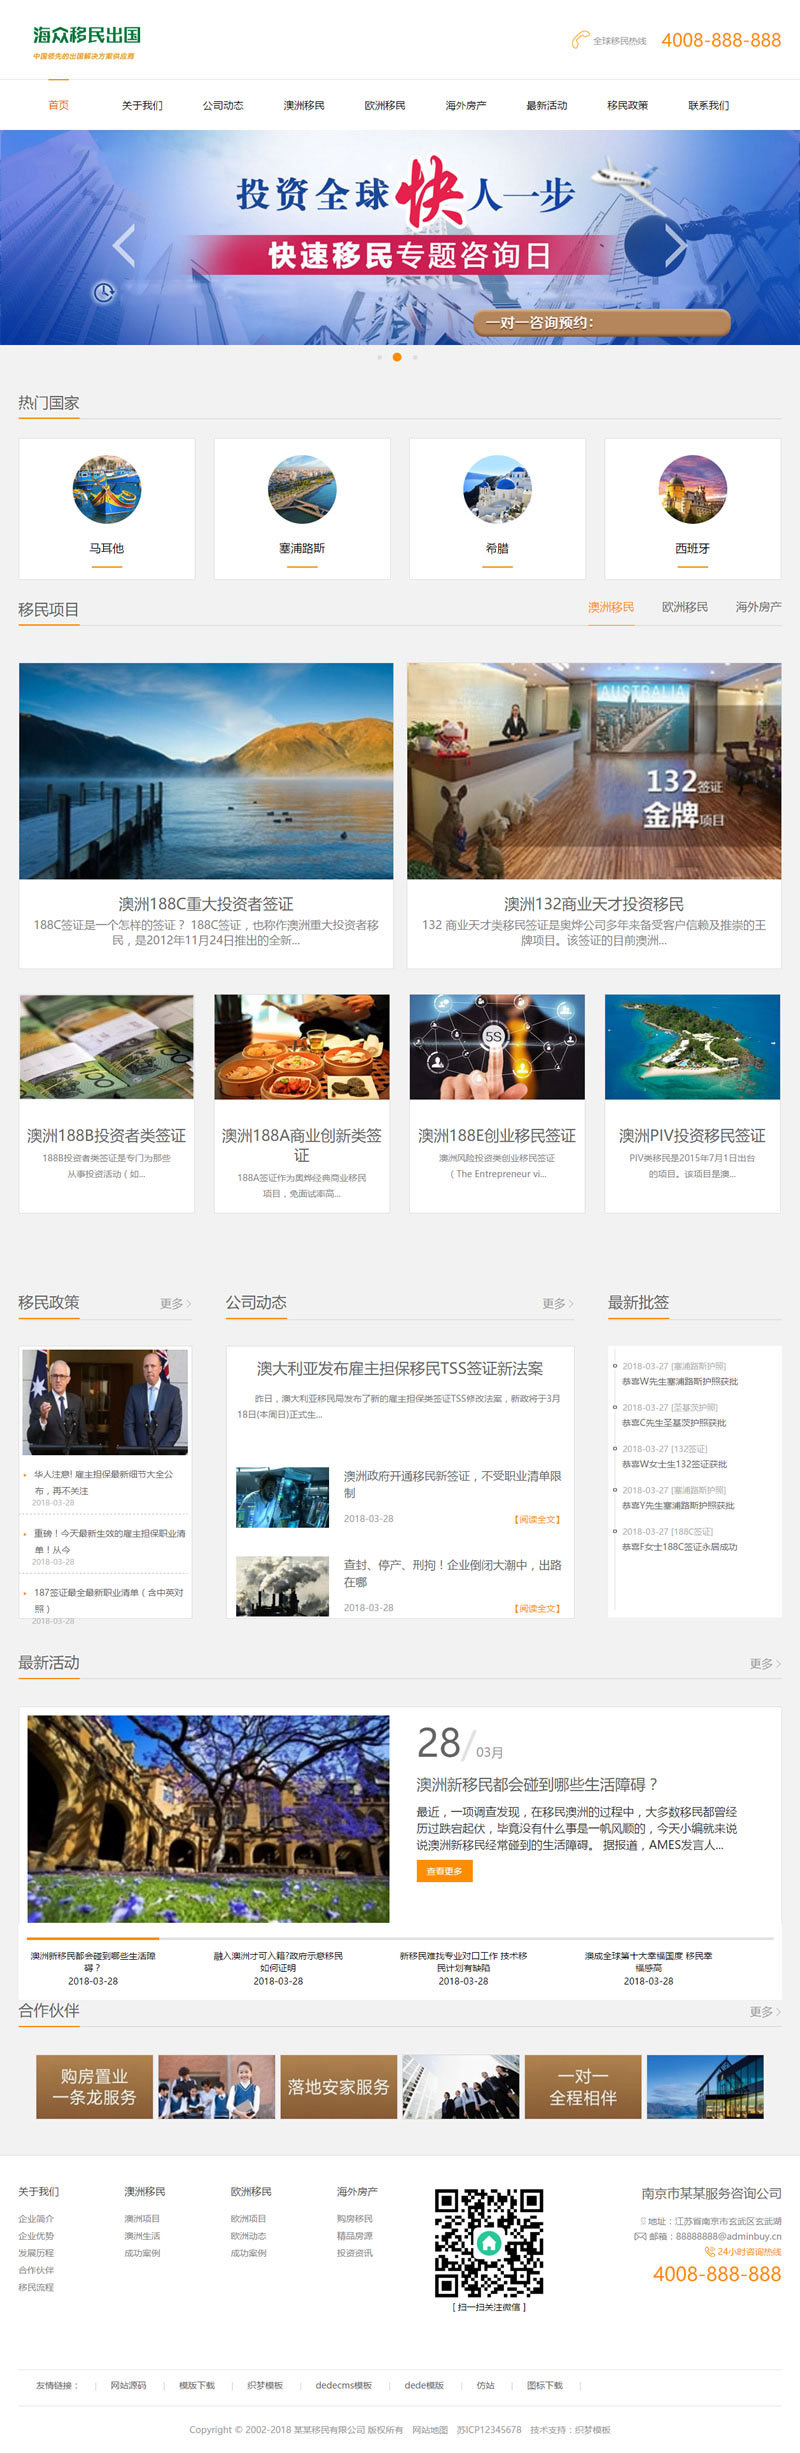 海众移民出国
中国领先的出国解决方案供应商
全球移民热线 4008-888-888
首页 关于我们 公司动态 澳洲移民 欧洲移民 海外房产 最新活动 移民政策 联系我们
投资全球快人一步
快速移民专题咨询日
一对一咨询预约：
热门国家
马耳他 塞浦路斯 希腊 西班牙
移民项目 澳洲移民 欧洲移民 海外房产
AUSTRALIA
132签证
金牌项目
澳洲188C重大投资者签证
188C签证是一个怎样的签证？ 188C签证，也称作澳洲重大投资者移
民，是2012年11月24日推出的全新...
澳洲132商业天才投资移民
132 商业天才类移民签证是奥烨公司多年来备受客户信赖及推崇的王
牌项目。该签证的目前澳洲...
100
5S
澳洲188B投资者类签证
188B投资者类签证是专门为那些
从事投资活动（如...
澳洲188A商业创新类签
证
188A签证作为奥烨经典商业移民
项目，免面试率高...
澳洲188E创业移民签证
澳洲风险投资类创业移民签证
（The Entrepreneur vi...
澳洲PIV投资移民签证
PIV类移民是2015年7月1日出台
的项目。该项目是澳...
移民政策 更多
华人注意! 雇主担保最新细节大全公
布，再不关注
2018-03-28
重磅！今天最新生效的雇主担保职业清
单！从今
2018-03-28
187签证最全最新职业清单（含中英对
照）
2018-03-28
公司动态 更多
澳大利亚发布雇主担保移民TSS签证新法案
昨日，澳大利亚移民局发布了新的雇主担保类签证TSS修改法案，新政将于3月
18日(本周日)正式生...
澳洲政府开通移民新签证，不受职业清单限
制
2018-03-28 【阅读全文】
查封、停产、刑拘！企业倒闭大潮中，出路
在哪
2018-03-28 【阅读全文】
最新批签
2018-03-27 [塞浦路斯护照]
恭喜W先生塞浦路斯护照获批
2018-03-27 [圣基茨护照]
恭喜C先生圣基茨护照获批
2018-03-27 [132签证]
恭喜W女士生132签证获批
2018-03-27 [塞浦路斯护照]
恭喜Y先生塞浦路斯护照获批
2018-03-27 [188C签证]
恭喜F女士188C签证永居成功
最新活动 更多
28/03月
澳洲新移民都会碰到哪些生活障碍？
最近，一项调查发现，在移民澳洲的过程中，大多数移民都曾经
历过跌宕起伏，毕竟没有什么事是一帆风顺的，今天小编就来说
说澳洲新移民经常碰到的生活障碍。 据报道，AMES发言人...
查看更多
澳洲新移民都会碰到哪些生活障
碍？
2018-03-28
融入澳洲才可入籍?政府示意移民
如何证明
2018-03-28
新移民难找专业对口工作 技术移
民计划有缺陷
2018-03-28
澳成全球第十大幸福国度 移民幸
福感高
2018-03-28
合作伙伴 更多
购房置业
一条龙服务
落地安家服务
一对一
全程相伴
关于我们
企业简介
企业优势
发展历程
合作伙伴
移民流程
澳洲移民
澳洲项目
澳洲生活
成功案例
欧洲移民
欧洲项目
欧洲动态
成功案例
海外房产
购房移民
精品房源
投资资讯
[ 扫一扫关注微信 ]
南京市某某服务咨询公司
地址：江苏省南京市玄武区玄武湖
邮箱：88888888@adminbuy.cn
24小时咨询热线
4008-888-888
友情链接： | 网站源码 | 模版下载 | 织梦模板 | dedecms模板 | dede模版 | 仿站 | 图标下载 |
Copyright © 2002-2018 某某移民有限公司 版权所有 网站地图 苏ICP12345678 技术支持：织梦模板